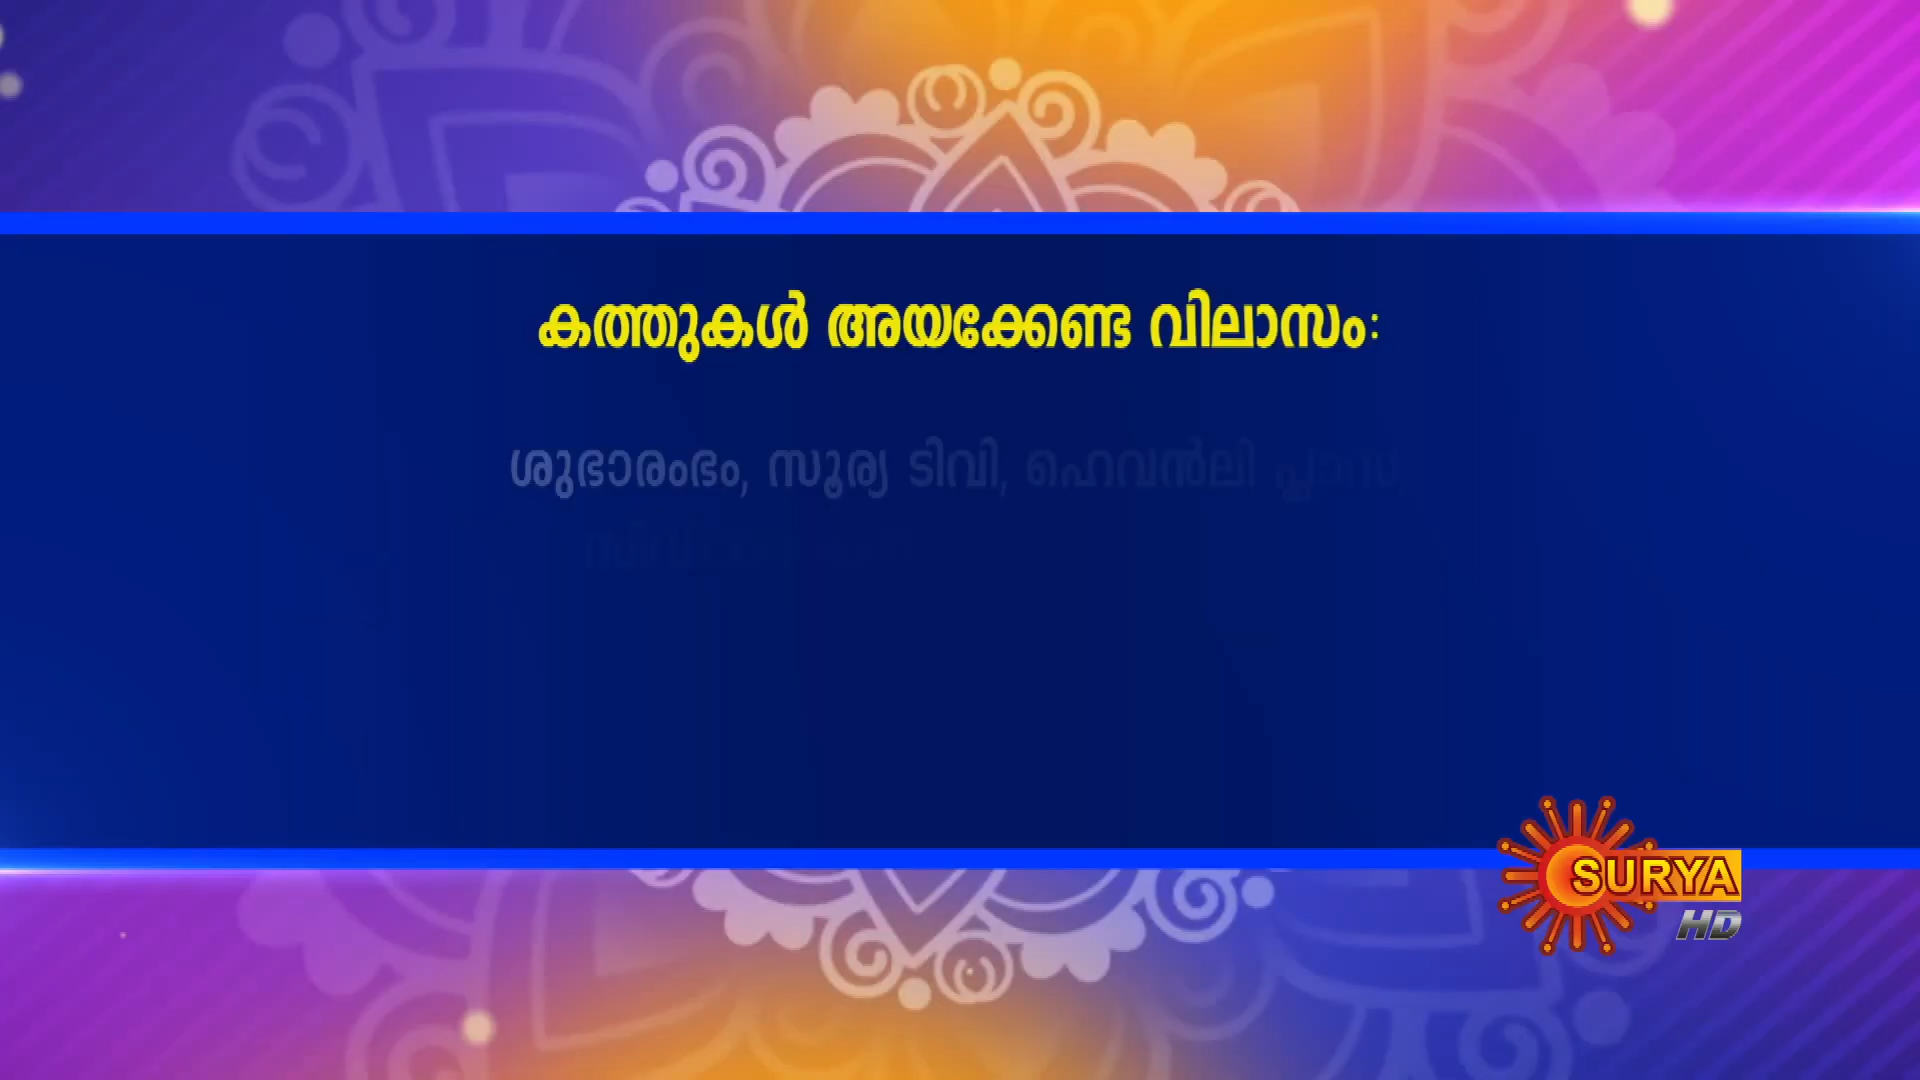 കത്തുകൾ അയക്കേണ്ട വിലാസം:
ശുഭാരംഭം, സൂര്യ ടിവി, ഹെവൻലി പ്ലാസ,
SURYA
HD